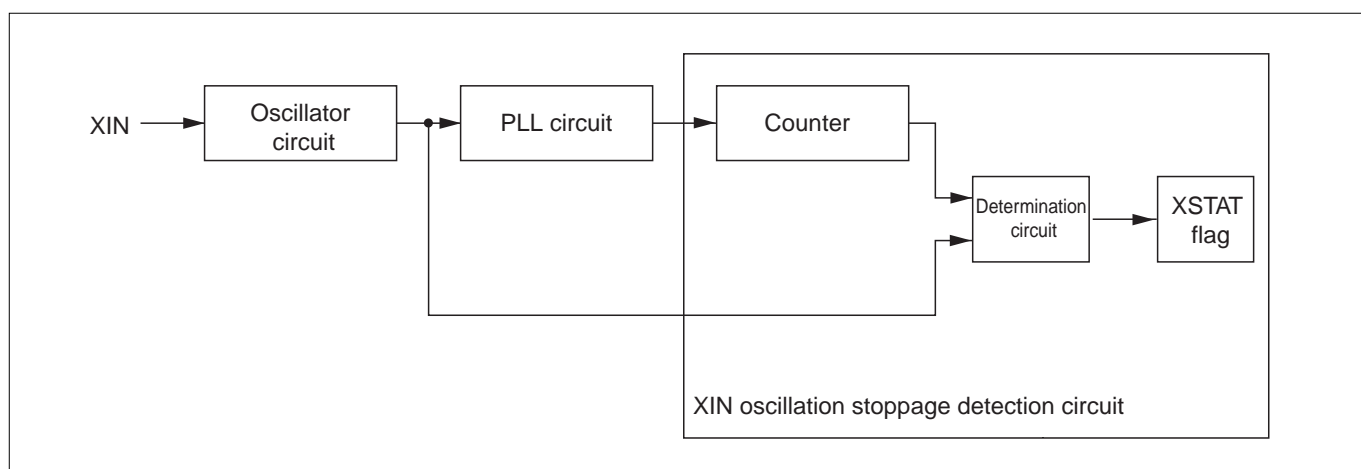 XIN
Oscillator
circuit
PLL circuit
Counter
Determination
circuit
XSTAT
flag
XIN oscillation stoppage detection circuit